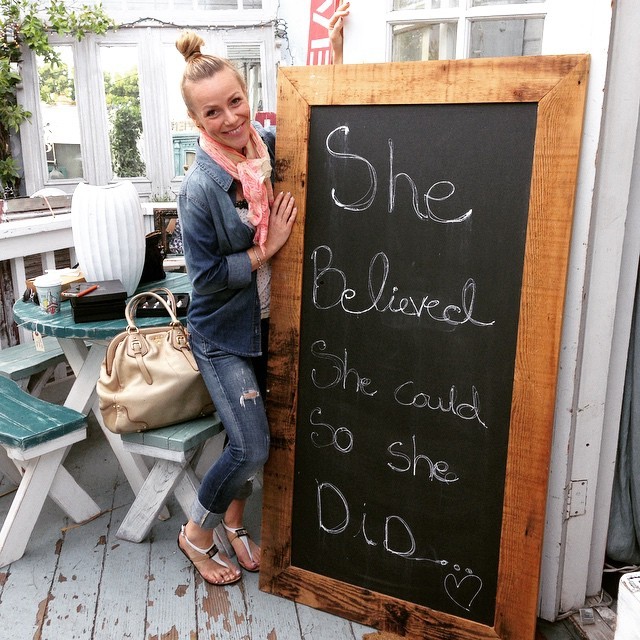 She
Believed
She could
So she
DiD...